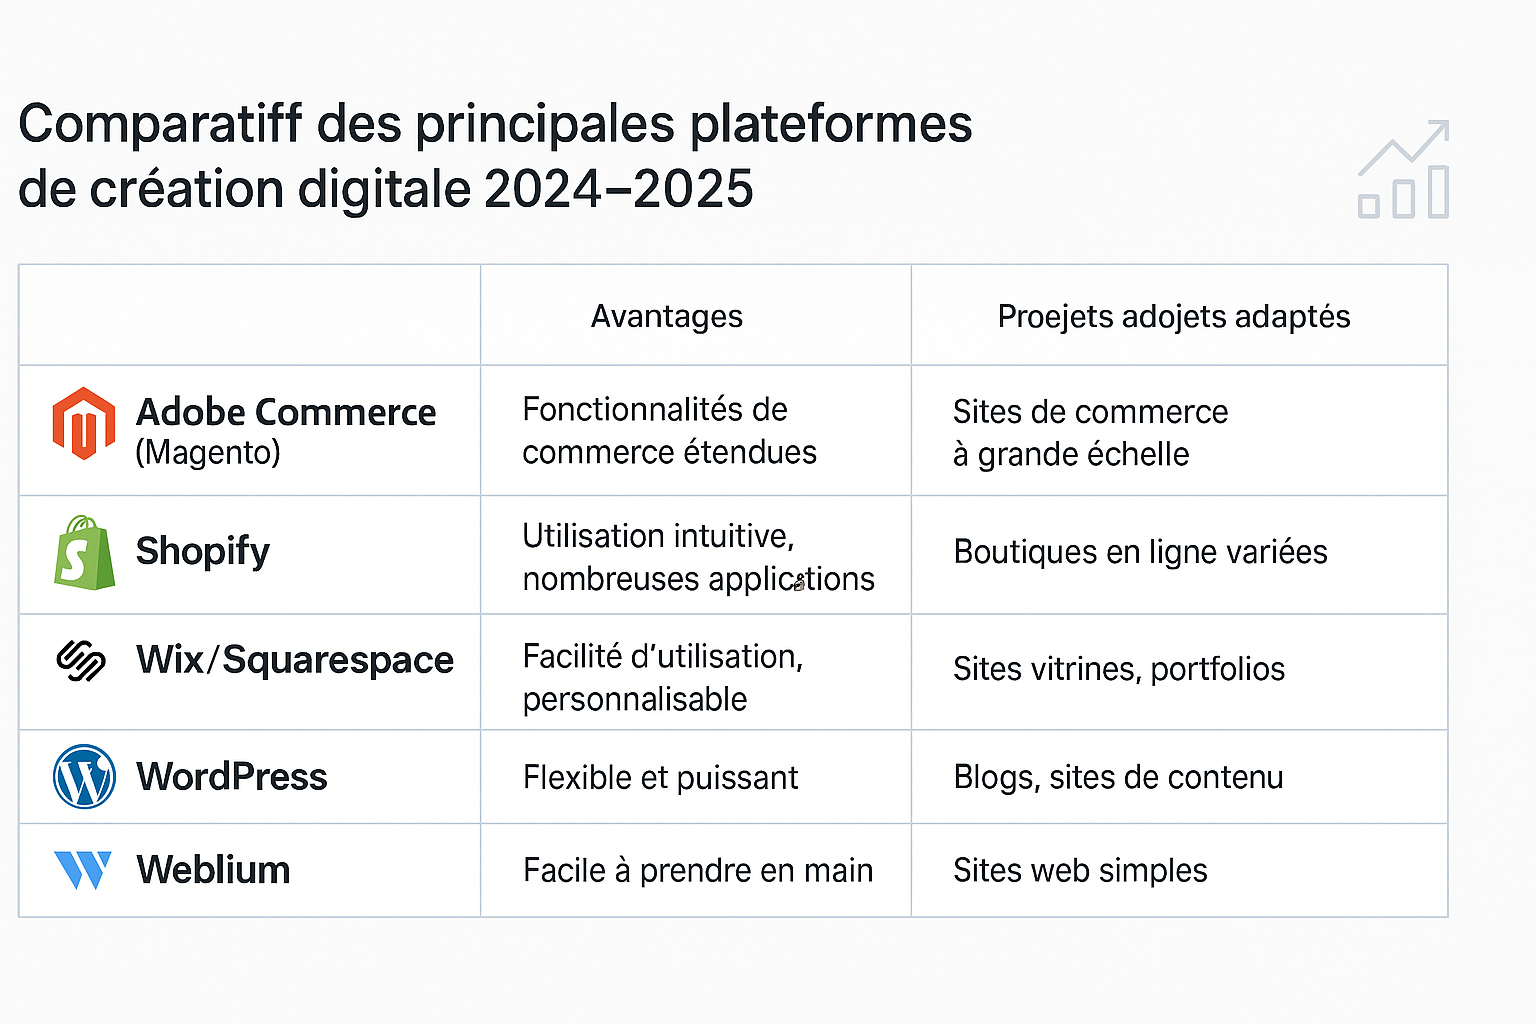 Comparatiff des principales plateformes
de création digitale 2024–2025
Avantages
Proejets adojets adaptés
Adobe Commerce
(Magento)
Fonctionnalités de
commerce étendues
Sites de commerce
à grande échelle
Shopify
Utilisation intuitive,
nombreuses applications
Boutiques en ligne variées
Wix/Squarespace
Facilité d'utilisation,
personnalisable
Sites vitrines, portfolios
WordPress
Flexible et puissant
Blogs, sites de contenu
Weblium
Facile à prendre en main
Sites web simples